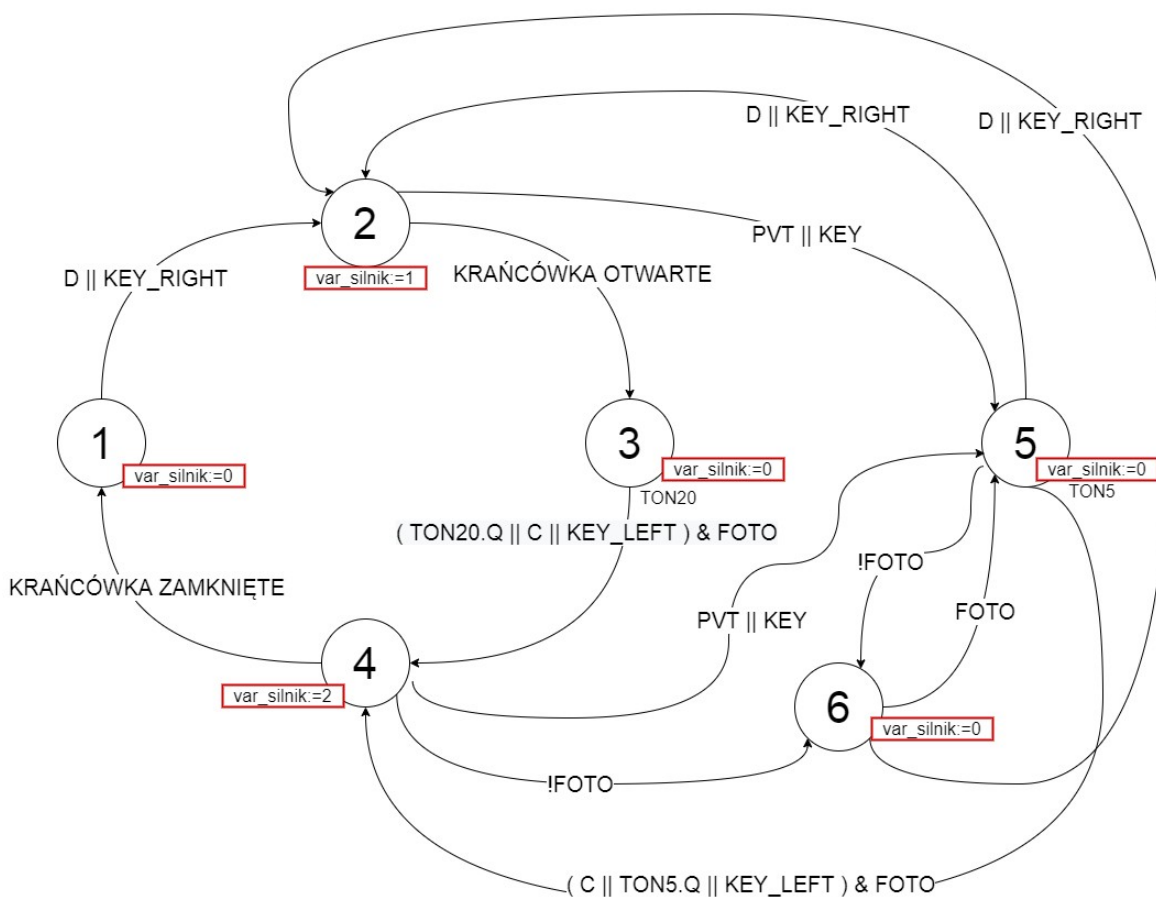 D || KEY_RIGHT
D || KEY_RIGHT
2
PVT || KEY
D || KEY_RIGHT
KRAŃCÓWKA OTWARTE
var_silnik:=1
1
3
5
var_silnik:=0
var_silnik:=0
var_silnik:=0
TON20
TON5
( TON20.Q || C || KEY_LEFT ) & FOTO
!FOTO
KRAŃCÓWKA ZAMKNIĘTE
FOTO
PVT || KEY
4
var_silnik:=2
6
var_silnik:=0
!FOTO
( C || TON5.Q || KEY_LEFT ) & FOTO